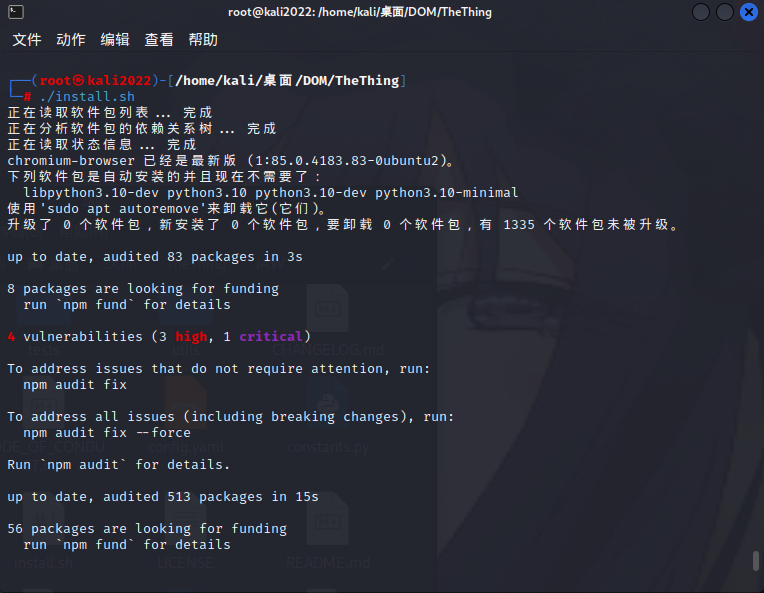 root@kali2022: /home/kali/桌面/DOM/TheThing
文件 动作 编辑 查看 帮助
┌──(root㉿kali2022)-[/home/kali/桌面/DOM/TheThing]
└─# ./install.sh
正在读取软件包列表... 完成
正在分析软件包的依赖关系树... 完成
正在读取状态信息... 完成
chromium-browser 已经是最新版 (1:85.0.4183.83-0ubuntu2)。
下列软件包是自动安装的并且现在不需要了：
libpython3.10-dev python3.10 python3.10-dev python3.10-minimal
使用'sudo apt autoremove'来卸载它(它们)。
升级了 0 个软件包，新安装了 0 个软件包，要卸载 0 个软件包，有 1335 个软件包未被升级。
up to date, audited 83 packages in 3s
8 packages are looking for funding
run `npm fund` for details
4 vulnerabilities (3 high, 1 critical)
CHANGELOG.md
To address issues that do not require attention, run:
npm audit fix
To address all issues (including breaking changes), run:
npm audit fix --force
config.yaml constants.py
Run `npm audit` for details.
up to date, audited 513 packages in 15s
56 packages are looking for funding
run `npm fund` for details
install.sh LICENSE README.md